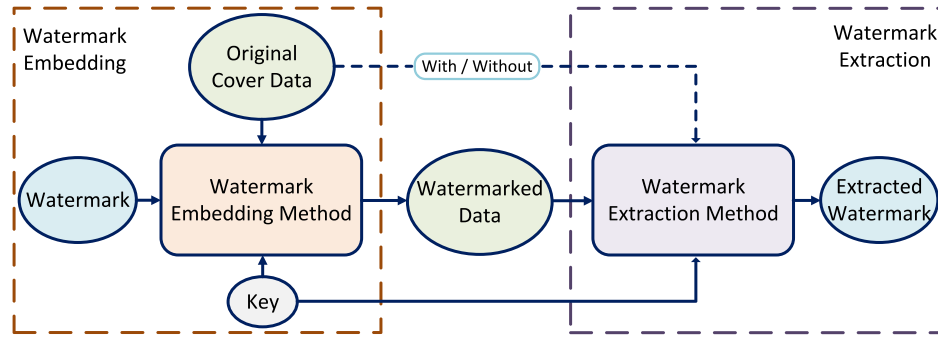 Watermark
Embedding
Original
Cover Data
With / Without
Watermark
Extraction
Watermark
Watermark
Embedding Method
Watermarked
Data
Watermark
Extraction Method
Extracted
Watermark
Key